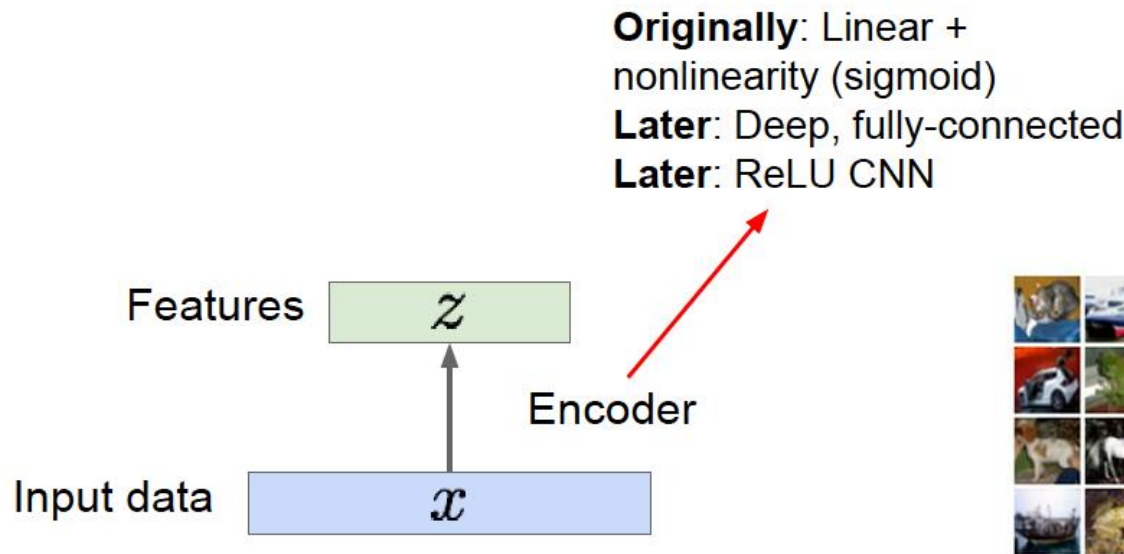 Originally: Linear +
nonlinearity (sigmoid)
Later: Deep, fully-connected
Later: ReLU CNN
Features
z
Encoder
Input data
x